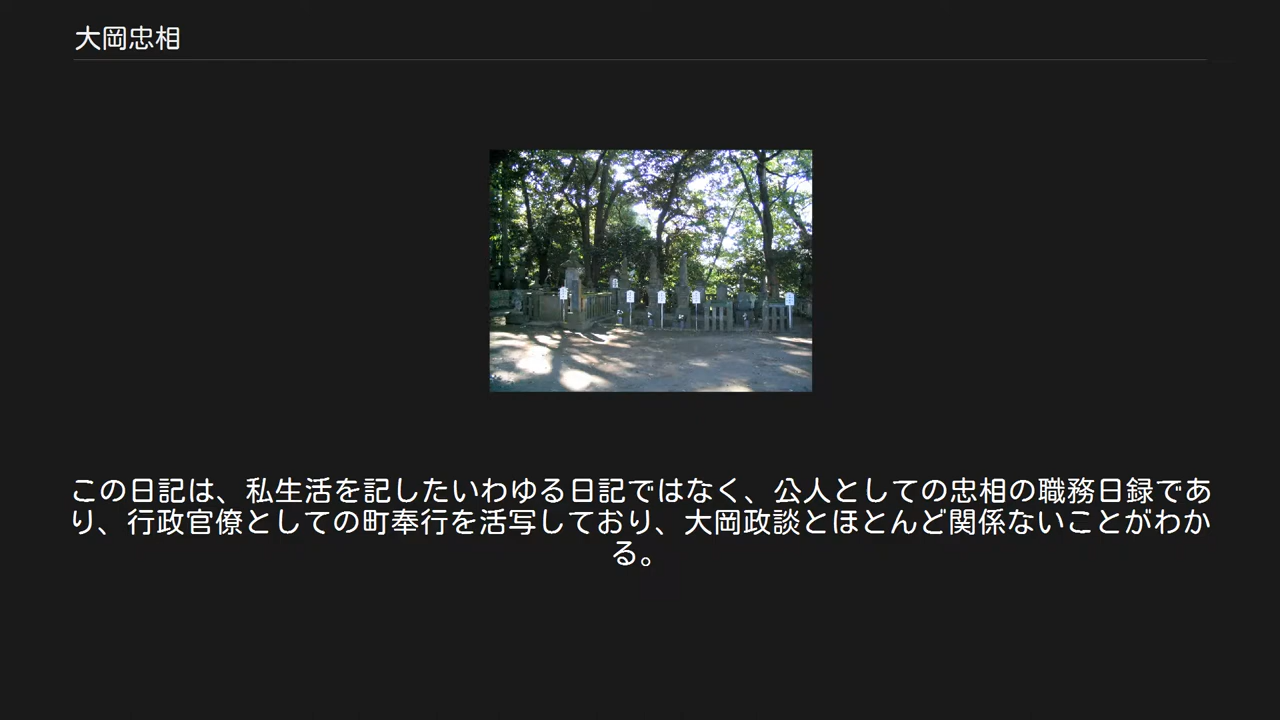 大岡忠相
この日記は、私生活を記したいわゆる日記ではなく、公人としての忠相の職務日録であ
り、行政官僚としての町奉行を活写しており、大岡政談とほとんど関係ないことがわか
る。